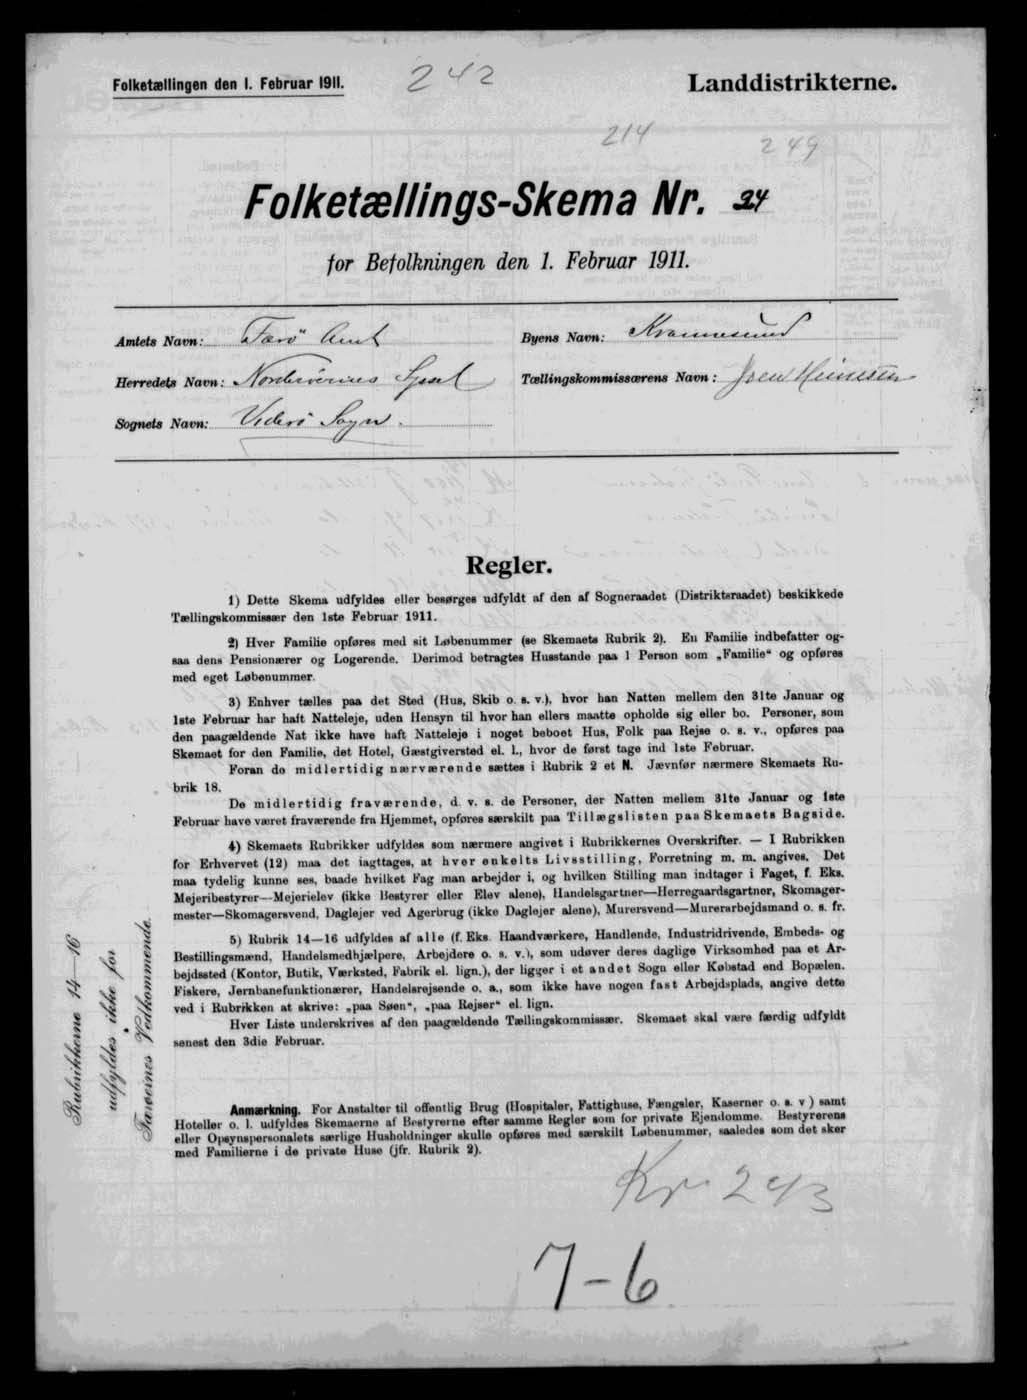 Folketællingen den 1. Februar 1911.
242
Landdistrikterne.
214
249
Folketællings-Skema Nr. 24
for Befolkningen den 1. Februar 1911.
Amtets Navn: Færö Amt
Byens Navn: Kvannesund
Herredets Navn: Norderöernes Syssel
Tællingskommissærens Navn: Joen Heinesen
Sognets Navn: Viderö Sogn.
Regler.
1) Dette Skema udfyldes eller besørges udfyldt af den af Sogneraadet (Distriktsraadet) beskikkede
Tællingskommissær den 1ste Februar 1911.
2) Hver Familie opføres med sit Løbenummer (se Skemaets Rubrik 2). En Familie indbefatter og-
saa dens Pensionærer og Logerende. Derimod betragtes Husstande paa 1 Person som „Familie“ og opføres
med eget Løbenummer.
3) Enhver tælles paa det Sted (Hus, Skib o. s. v.), hvor han Natten mellem den 31te Januar og
1ste Februar har haft Natteleje, uden Hensyn til hvor han ellers maatte opholde sig eller bo. Personer, som
den paagældende Nat ikke have haft Natteleje i noget beboet Hus, Folk paa Rejse o. s. v., opføres paa
Skemaet for den Familie, det Hotel, Gæstgiversted el. l., hvor de først tage ind 1ste Februar.
Foran de midlertidig nærværende sættes i Rubrik 2 et N. Jævnfør nærmere Skemaets Ru-
brik 18.
De midlertidig fraværende, d. v. s. de Personer, der Natten mellem 31te Januar og 1ste
Februar have været fraværende fra Hjemmet, opføres særskilt paa Tillægslisten paa Skemaets Bagside.
4) Skemaets Rubrikker udfyldes som nærmere angivet i Rubrikkernes Overskrifter. — I Rubrikken
for Erhvervet (12) maa det iagttages, at hver enkelts Livsstilling, Forretning m. m. angives. Det
maa tydelig kunne ses, baade hvilket Fag man arbejder i, og hvilken Stilling man indtager i Faget, f. Eks.
Mejeribestyrer—Mejerielev (ikke Bestyrer eller Elev alene), Handelsgartner—Herregaardsgartner, Skomager-
mester—Skomagersvend, Daglejer ved Agerbrug (ikke Daglejer alene), Murersvend—Murerarbejdsmand o. s. fr.
5) Rubrik 14—16 udfyldes af alle (f. Eks. Haandværkere, Handlende, Industridrivende, Embeds- og
Bestillingsmænd, Handelsmedhjælpere, Arbejdere o. s. v.), som udøver deres daglige Virksomhed paa et Ar-
bejdssted (Kontor, Butik, Værksted, Fabrik el. lign.), der ligger i et andet Sogn eller Købstad end Bopælen.
Fiskere, Jernbanefunktionærer, Handelsrejsende o. a., som ikke have nogen fast Arbejdsplads, angive dette
ved i Rubrikken at skrive: „paa Søen“, „paa Rejser“ el. lign.
Hver Liste underskrives af den paagældende Tællingskommissær. Skemaet skal være færdig udfyldt
senest den 3die Februar.
Rubrikkerne 14—16
udfyldes ikke for
Færøernes Vedkommende.
Anmærkning. For Anstalter til offentlig Brug (Hospitaler, Fattighuse, Fængsler, Kaserner o. s. v) samt
Hoteller o. l. udfyldes Skemaerne af Bestyrerne efter samme Regler som for private Ejendomme. Bestyrerens
eller Opsynspersonalets særlige Husholdninger skulle opføres med særskilt Løbenummer, saaledes som det sker
med Familierne i de private Huse (jfr. Rubrik 2).
Kr 243
7-6